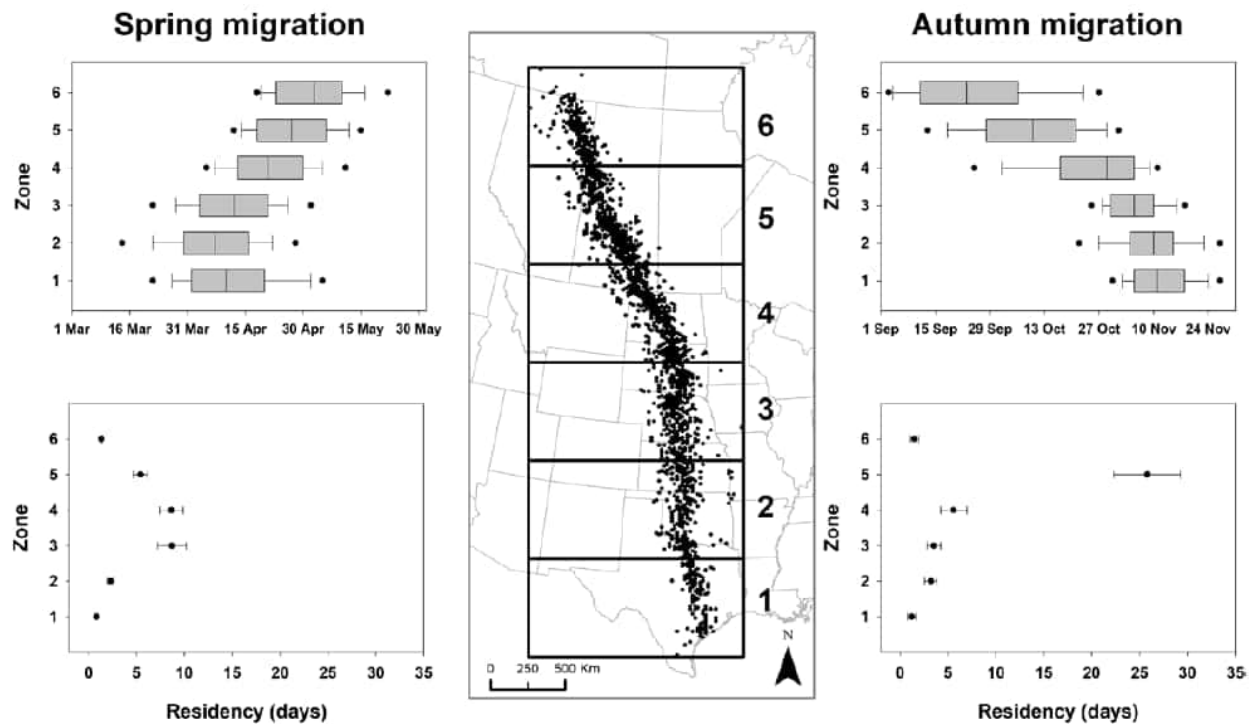 Spring migration
Autumn migration
Zone
6
5
4
3
2
1
1 Mar 16 Mar 31 Mar 15 Apr 30 Apr 15 May 30 May
Zone
6
5
4
3
2
1
0 5 10 15 20 25 30 35
Residency (days)
6
5
4
3
2
1
N
0 250 500 Km
Zone
6
5
4
3
2
1
1 Sep 15 Sep 29 Sep 13 Oct 27 Oct 10 Nov 24 Nov
Zone
6
5
4
3
2
1
0 5 10 15 20 25 30 35
Residency (days)